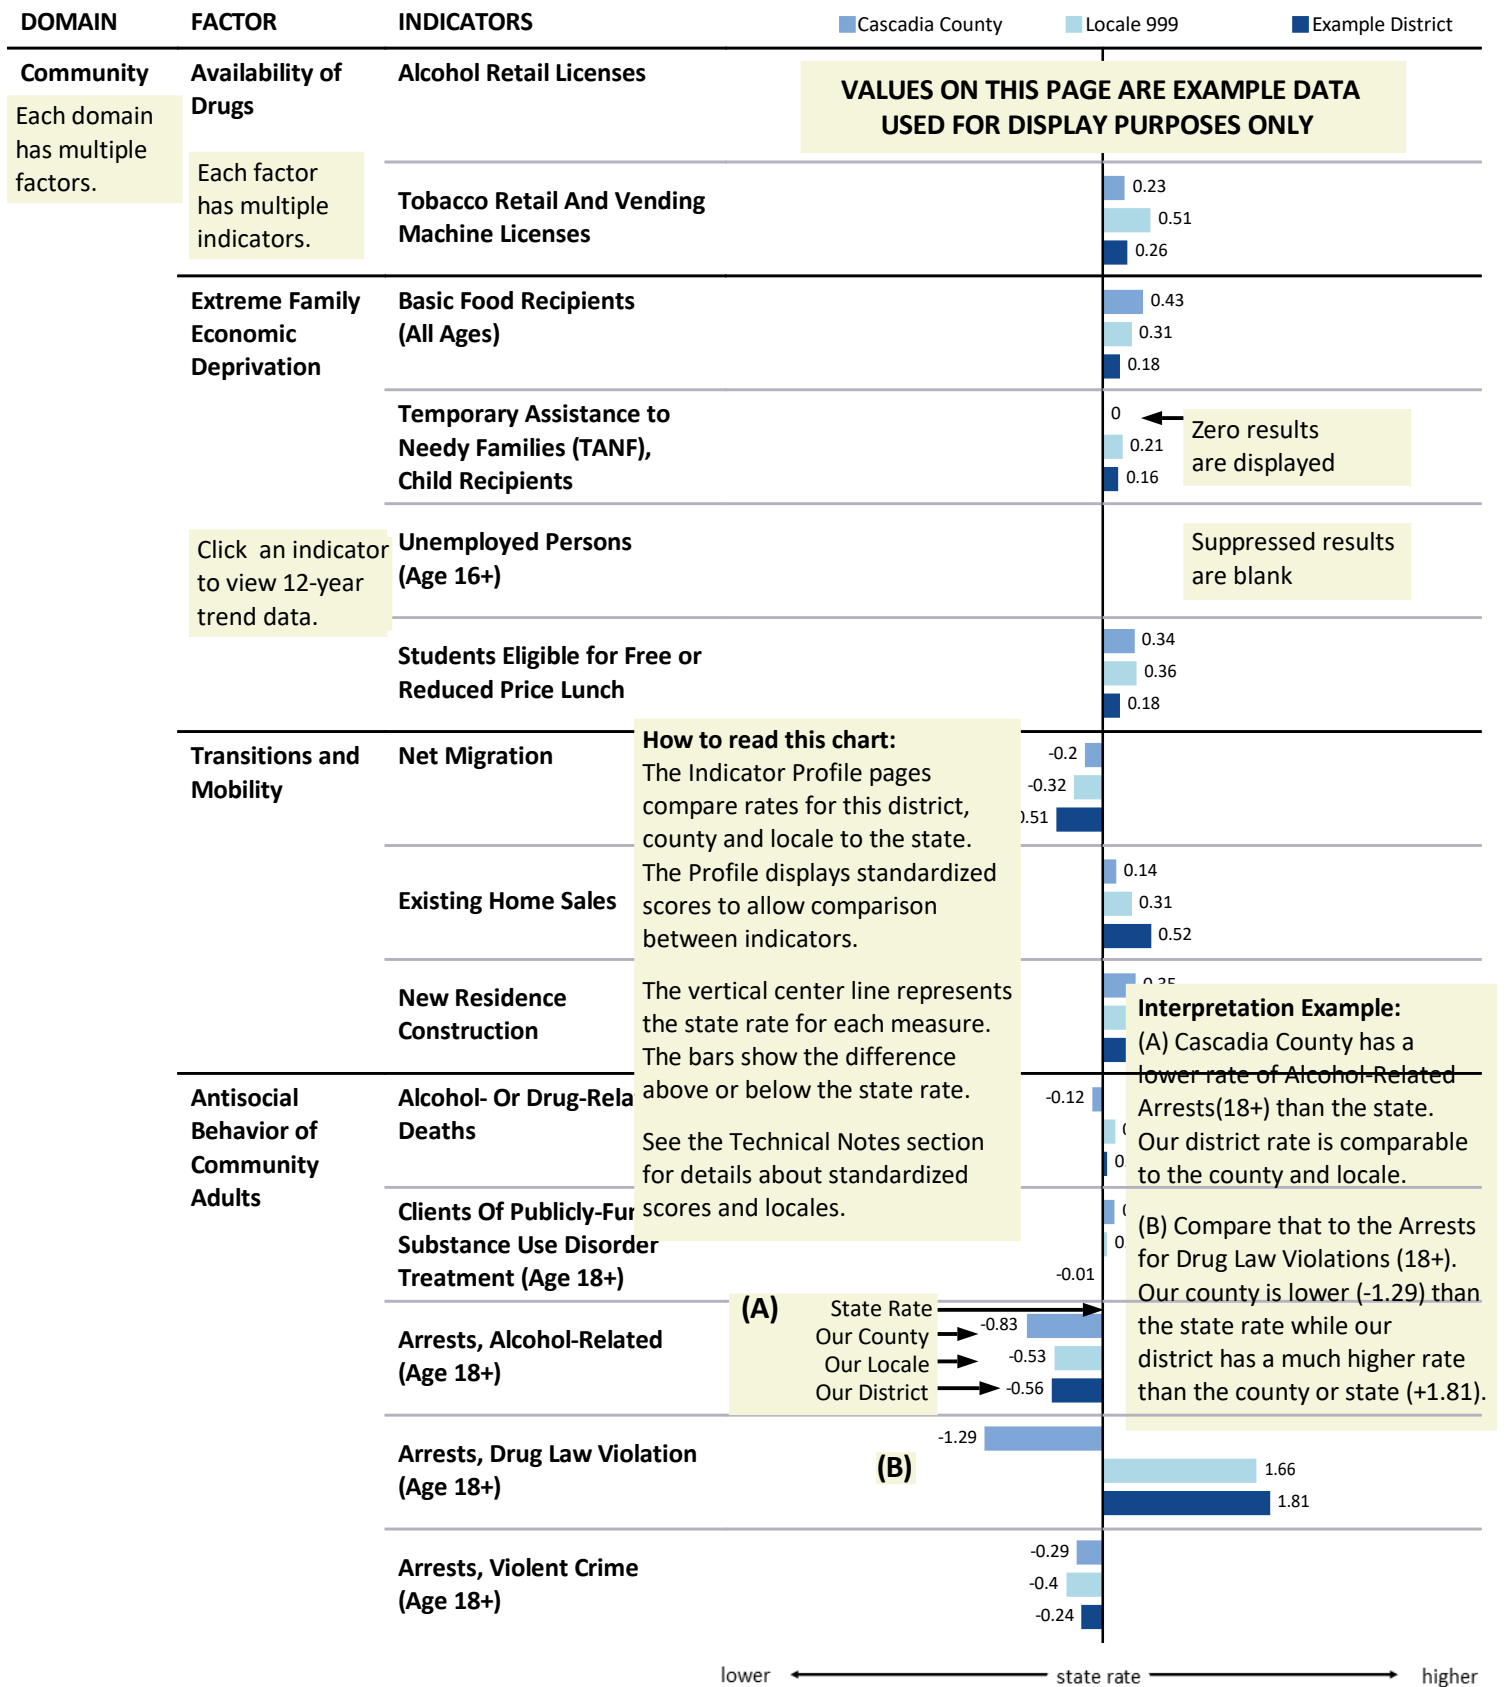 DOMAIN FACTOR INDICATORS Cascadia County Locale 999 Example District
Community
Each domain
has multiple
factors.
Availability of
Drugs
Each factor
has multiple
indicators.
Alcohol Retail Licenses
VALUES ON THIS PAGE ARE EXAMPLE DATA
USED FOR DISPLAY PURPOSES ONLY
Tobacco Retail And Vending
Machine Licenses
0.23
0.51
0.26
Extreme Family
Economic
Deprivation
Basic Food Recipients
(All Ages)
0.43
0.31
0.18
Temporary Assistance to
Needy Families (TANF),
Child Recipients
0
0.21
0.16
Zero results
are displayed
Click an indicator
to view 12-year
trend data.
Unemployed Persons
(Age 16+)
Suppressed results
are blank
Students Eligible for Free or
Reduced Price Lunch
0.34
0.36
0.18
Transitions and
Mobility
Net Migration
-0.2
-0.32
0.51
How to read this chart:
The Indicator Profile pages
compare rates for this district,
county and locale to the state.
The Profile displays standardized
scores to allow comparison
between indicators.
The vertical center line represents
the state rate for each measure.
The bars show the difference
above or below the state rate.
See the Technical Notes section
for details about standardized
scores and locales.
Existing Home Sales
0.14
0.31
0.52
New Residence
Construction
Interpretation Example:
(A) Cascadia County has a
lower rate of Alcohol-Related
Arrests(18+) than the state.
Our district rate is comparable
to the county and locale.
(B) Compare that to the Arrests
for Drug Law Violations (18+).
Our county is lower (-1.29) than
the state rate while our
district has a much higher rate
than the county or state (+1.81).
Antisocial
Behavior of
Community
Adults
Alcohol- Or Drug-Rela
Deaths
-0.12
Clients Of Publicly-Fu
Substance Use Disorder
Treatment (Age 18+)
-0.01
Arrests, Alcohol-Related
(Age 18+)
(A)
State Rate
Our County
Our Locale
Our District
-0.83
-0.53
-0.56
Arrests, Drug Law Violation
(Age 18+)
(B)
-1.29
1.66
1.81
Arrests, Violent Crime
(Age 18+)
-0.29
-0.4
-0.24
lower state rate higher